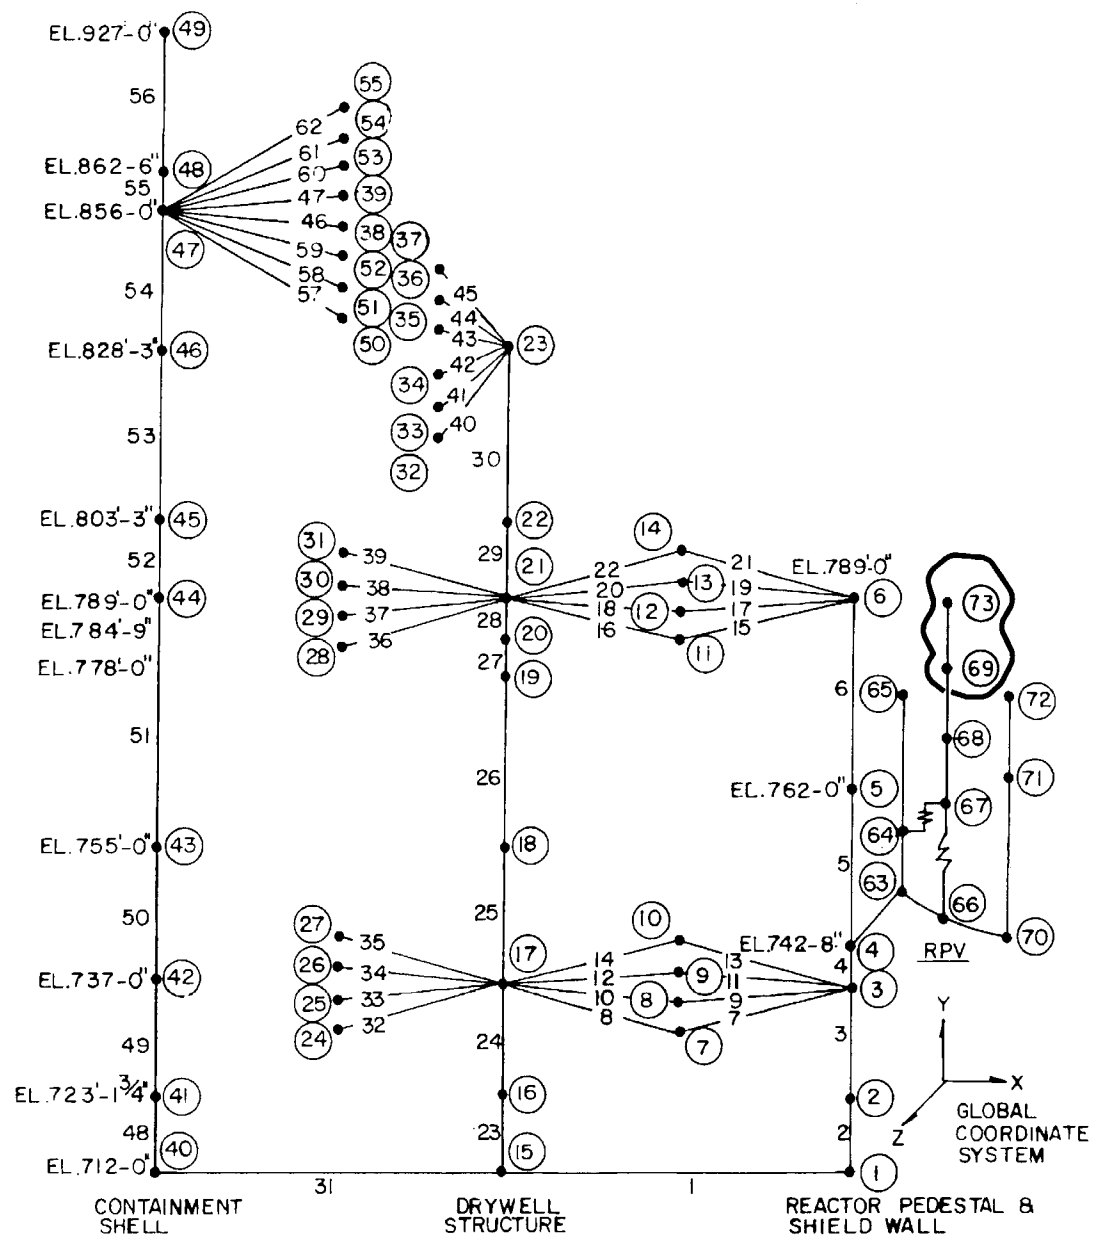 EL.927-0" 49
55
56
54
62
EL.862-6" 48 61 53
55 60
47 39
EL.856-0"
46 38 37
47 59
52 36
58
54 57 45
51 35 44
50 43 23
EL.828'-3" 46
42
34
41
53 33 40
30
32
EL.803'-3" 45 22 14
31 39 29 21 21 EL.789'-0"
52 22
30 38 20 13 19 73
EL.789'-0" 44 18 12 17 6
29 37 28 16 15
EL.784'-9" 36 20
28 11
EL.778'-0" 27 19 69
6 65 72
51 68
26 71
EL.762-0" 5
67
64
EL.755'-0" 43 18
5
63
50 27 25 10 66
35 EL.742-8" 4 70
17 14 13 RPV
26 34 12 9 11 4
EL.737-0" 42 3
25 33 10 8 9
24 32 8 7
7 3 Y
49 24
X
EL.723'-1 3/4" 41 16 2 GLOBAL
Z COORDINATE
48 40 23 15 2 SYSTEM
EL.712-0" 1
31 1
CONTAINMENT
SHELL
DRYWELL
STRUCTURE
REACTOR PEDESTAL &
SHIELD WALL